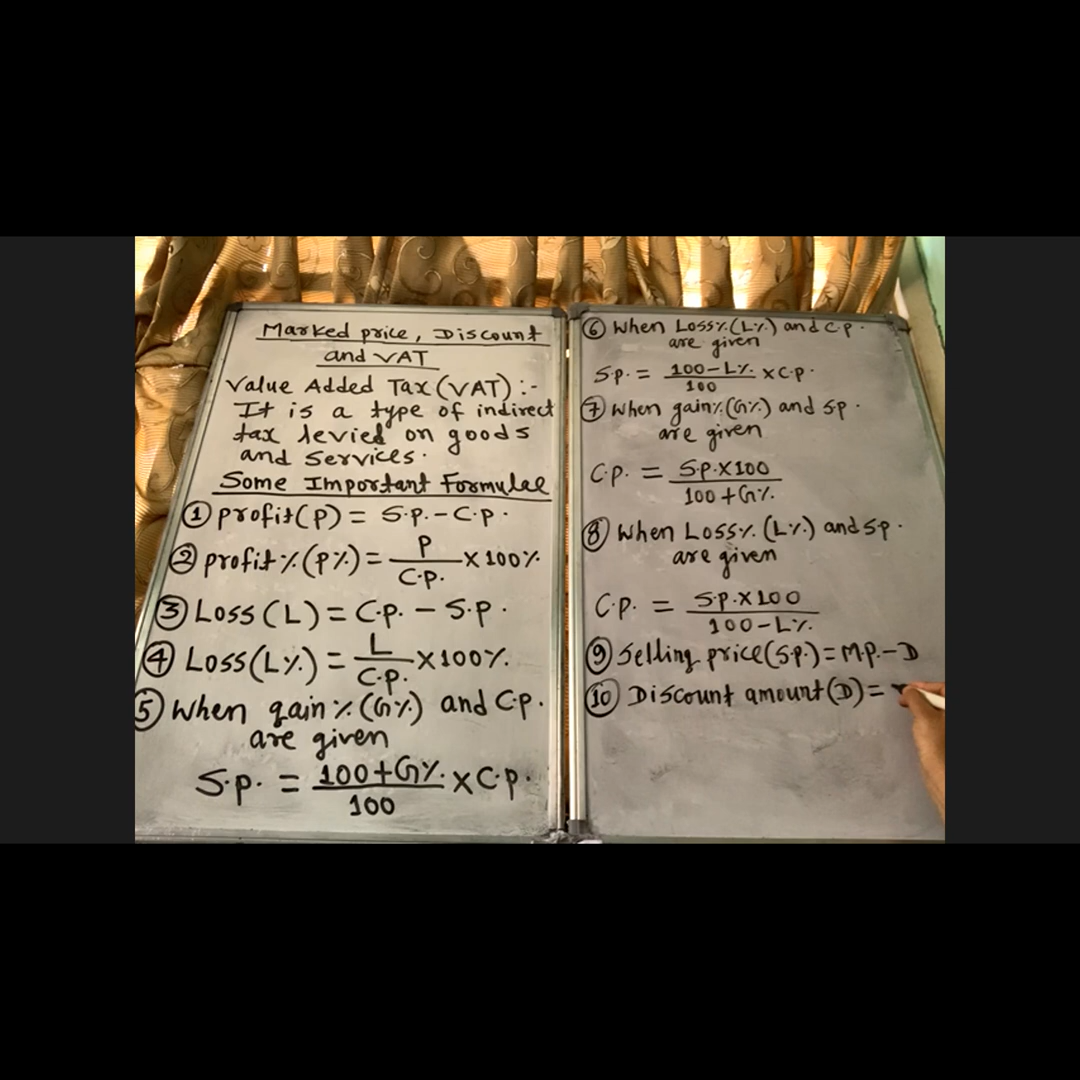 Marked price, Discount
and VAT
Value Added Tax(VAT):-
It is a type of indirect
tax levied on goods
and services.
Some Important Formulae
① profit(P) = S.P. - C.P.
② profit%(P%) = P/C.P. × 100%
③ Loss (L) = C.P. - S.P.
④ Loss(L%) = L/C.P. × 100%
⑤ When gain%(G%) and C.P.
are given
S.P. = 100+G%/100 × C.P.
⑥ When Loss%(L%) and C.P.
are given
S.P. = 100-L%/100 × C.P.
⑦ When gain%(G%) and S.P.
are given
C.P. = S.P.×100/100+G%
⑧ When Loss%(L%) and S.P.
are given
C.P. = S.P.×100/100-L%
⑨ Selling price(S.P.) = M.P. - D
⑩ Discount amount(D) =